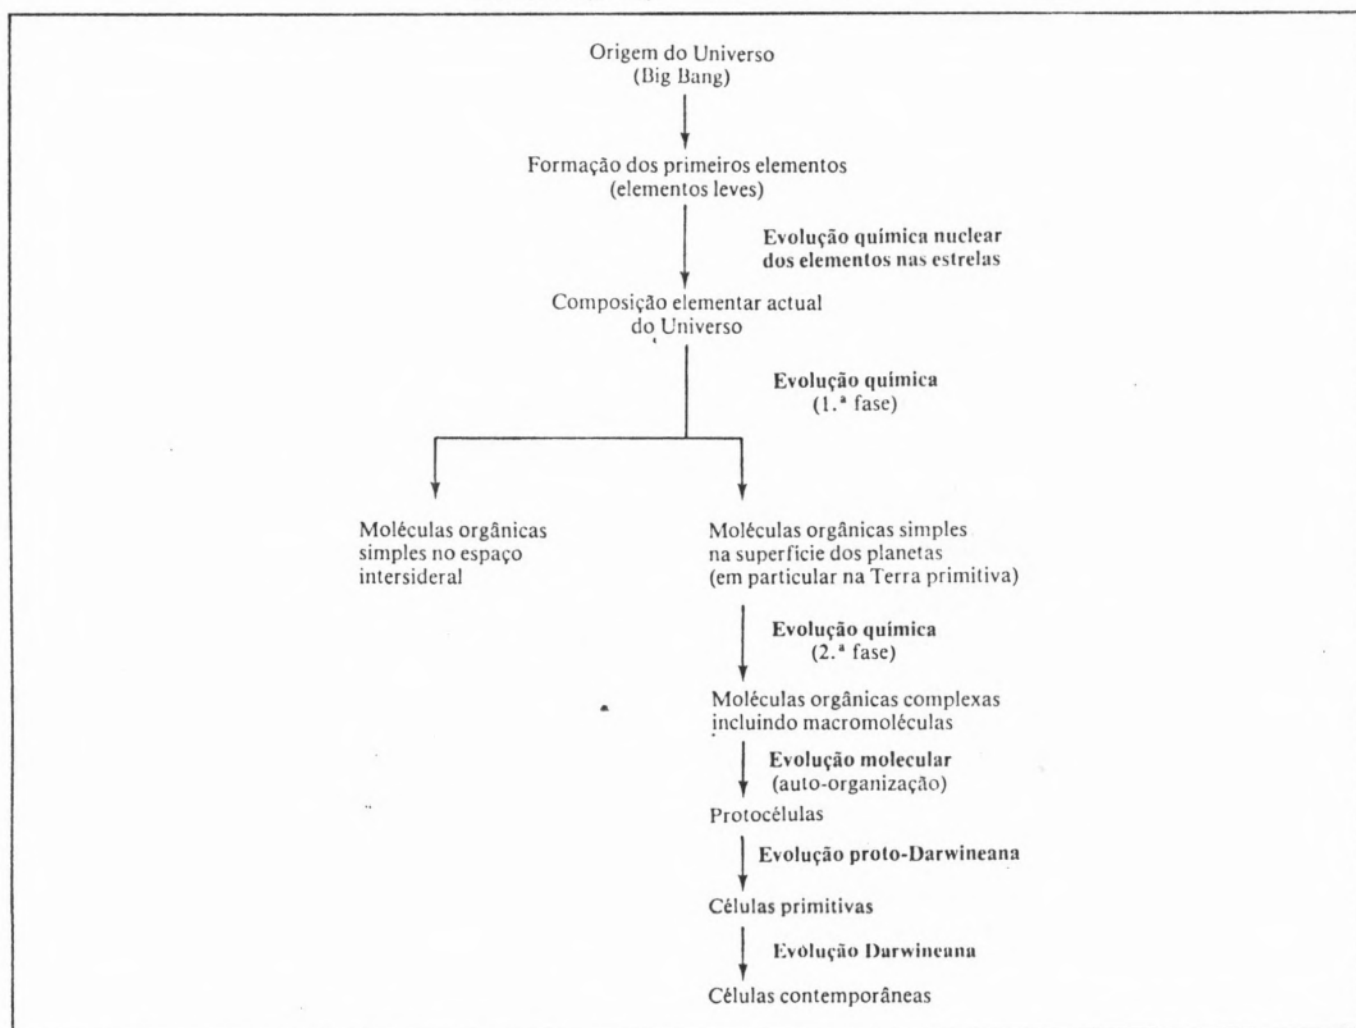 Origem do Universo
(Big Bang)
Formação dos primeiros elementos
(elementos leves)
Evolução química nuclear
dos elementos nas estrelas
Composição elementar actual
do Universo
Evolução química
(1.ª fase)
Moléculas orgânicas
simples no espaço
intersideral
Moléculas orgânicas simples
na superfície dos planetas
(em particular na Terra primitiva)
Evolução química
(2.ª fase)
Moléculas orgânicas complexas
incluindo macromoléculas
Evolução molecular
(auto-organização)
Protocélulas
Evolução proto-Darwineana
Células primitivas
Evolução Darwineana
Células contemporâneas